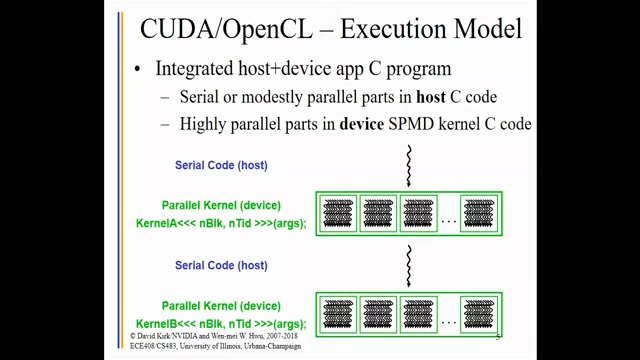 CUDA/OpenCL – Execution Model
• Integrated host+device app C program
– Serial or modestly parallel parts in host C code
– Highly parallel parts in device SPMD kernel C code
Serial Code (host)
Parallel Kernel (device)
KernelA<<< nBlk, nTid >>>(args);
. . .
Serial Code (host)
Parallel Kernel (device)
KernelB<<< nBlk, nTid >>>(args);
. . .
© David Kirk/NVIDIA and Wen-mei W. Hwu, 2007-2018
ECE408/CS483, University of Illinois, Urbana-Champaign